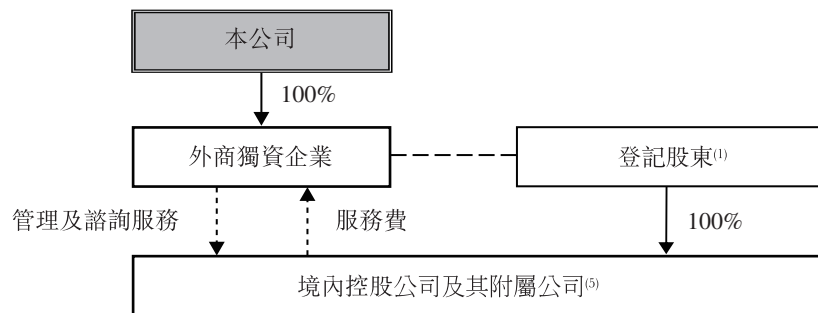 本公司
100%
外商獨資企業
登記股東(1)
管理及諮詢服務
服務費
100%
境內控股公司及其附屬公司(5)